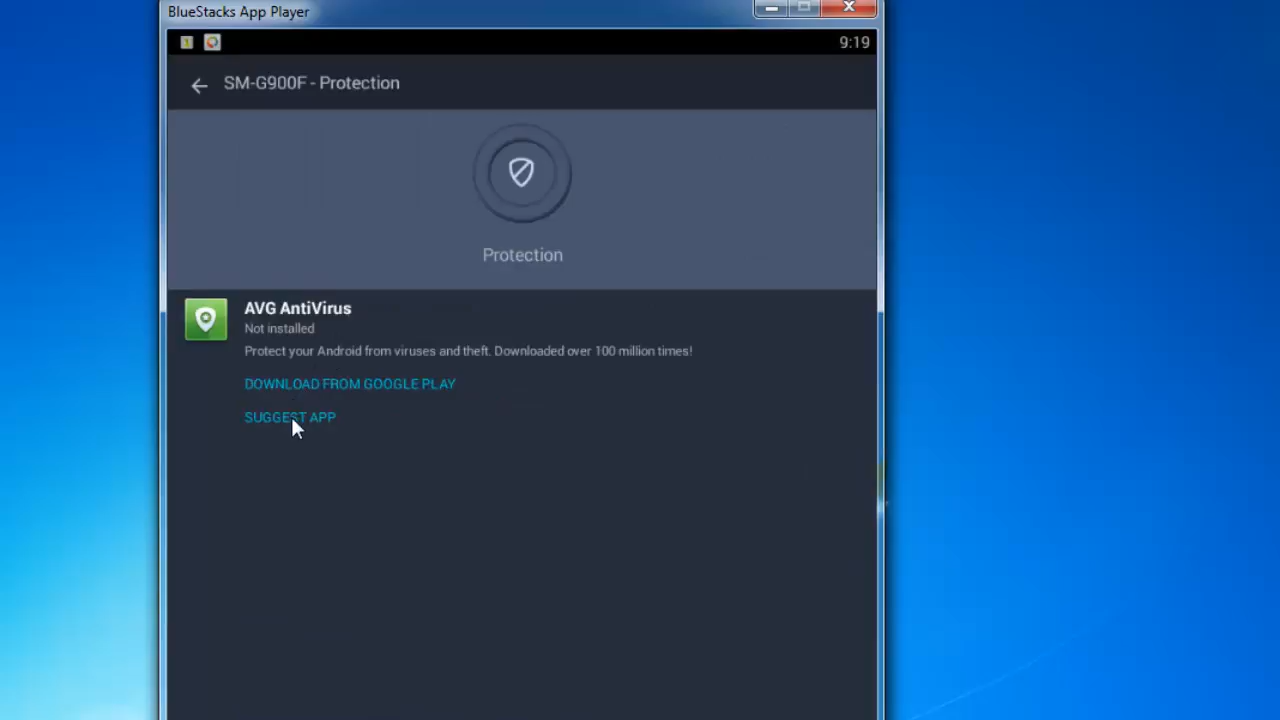 BlueStacks App Player
9:19
SM-G900F - Protection
Protection
AVG AntiVirus
Not installed
Protect your Android from viruses and theft. Downloaded over 100 million times!
DOWNLOAD FROM GOOGLE PLAY
SUGGEST APP